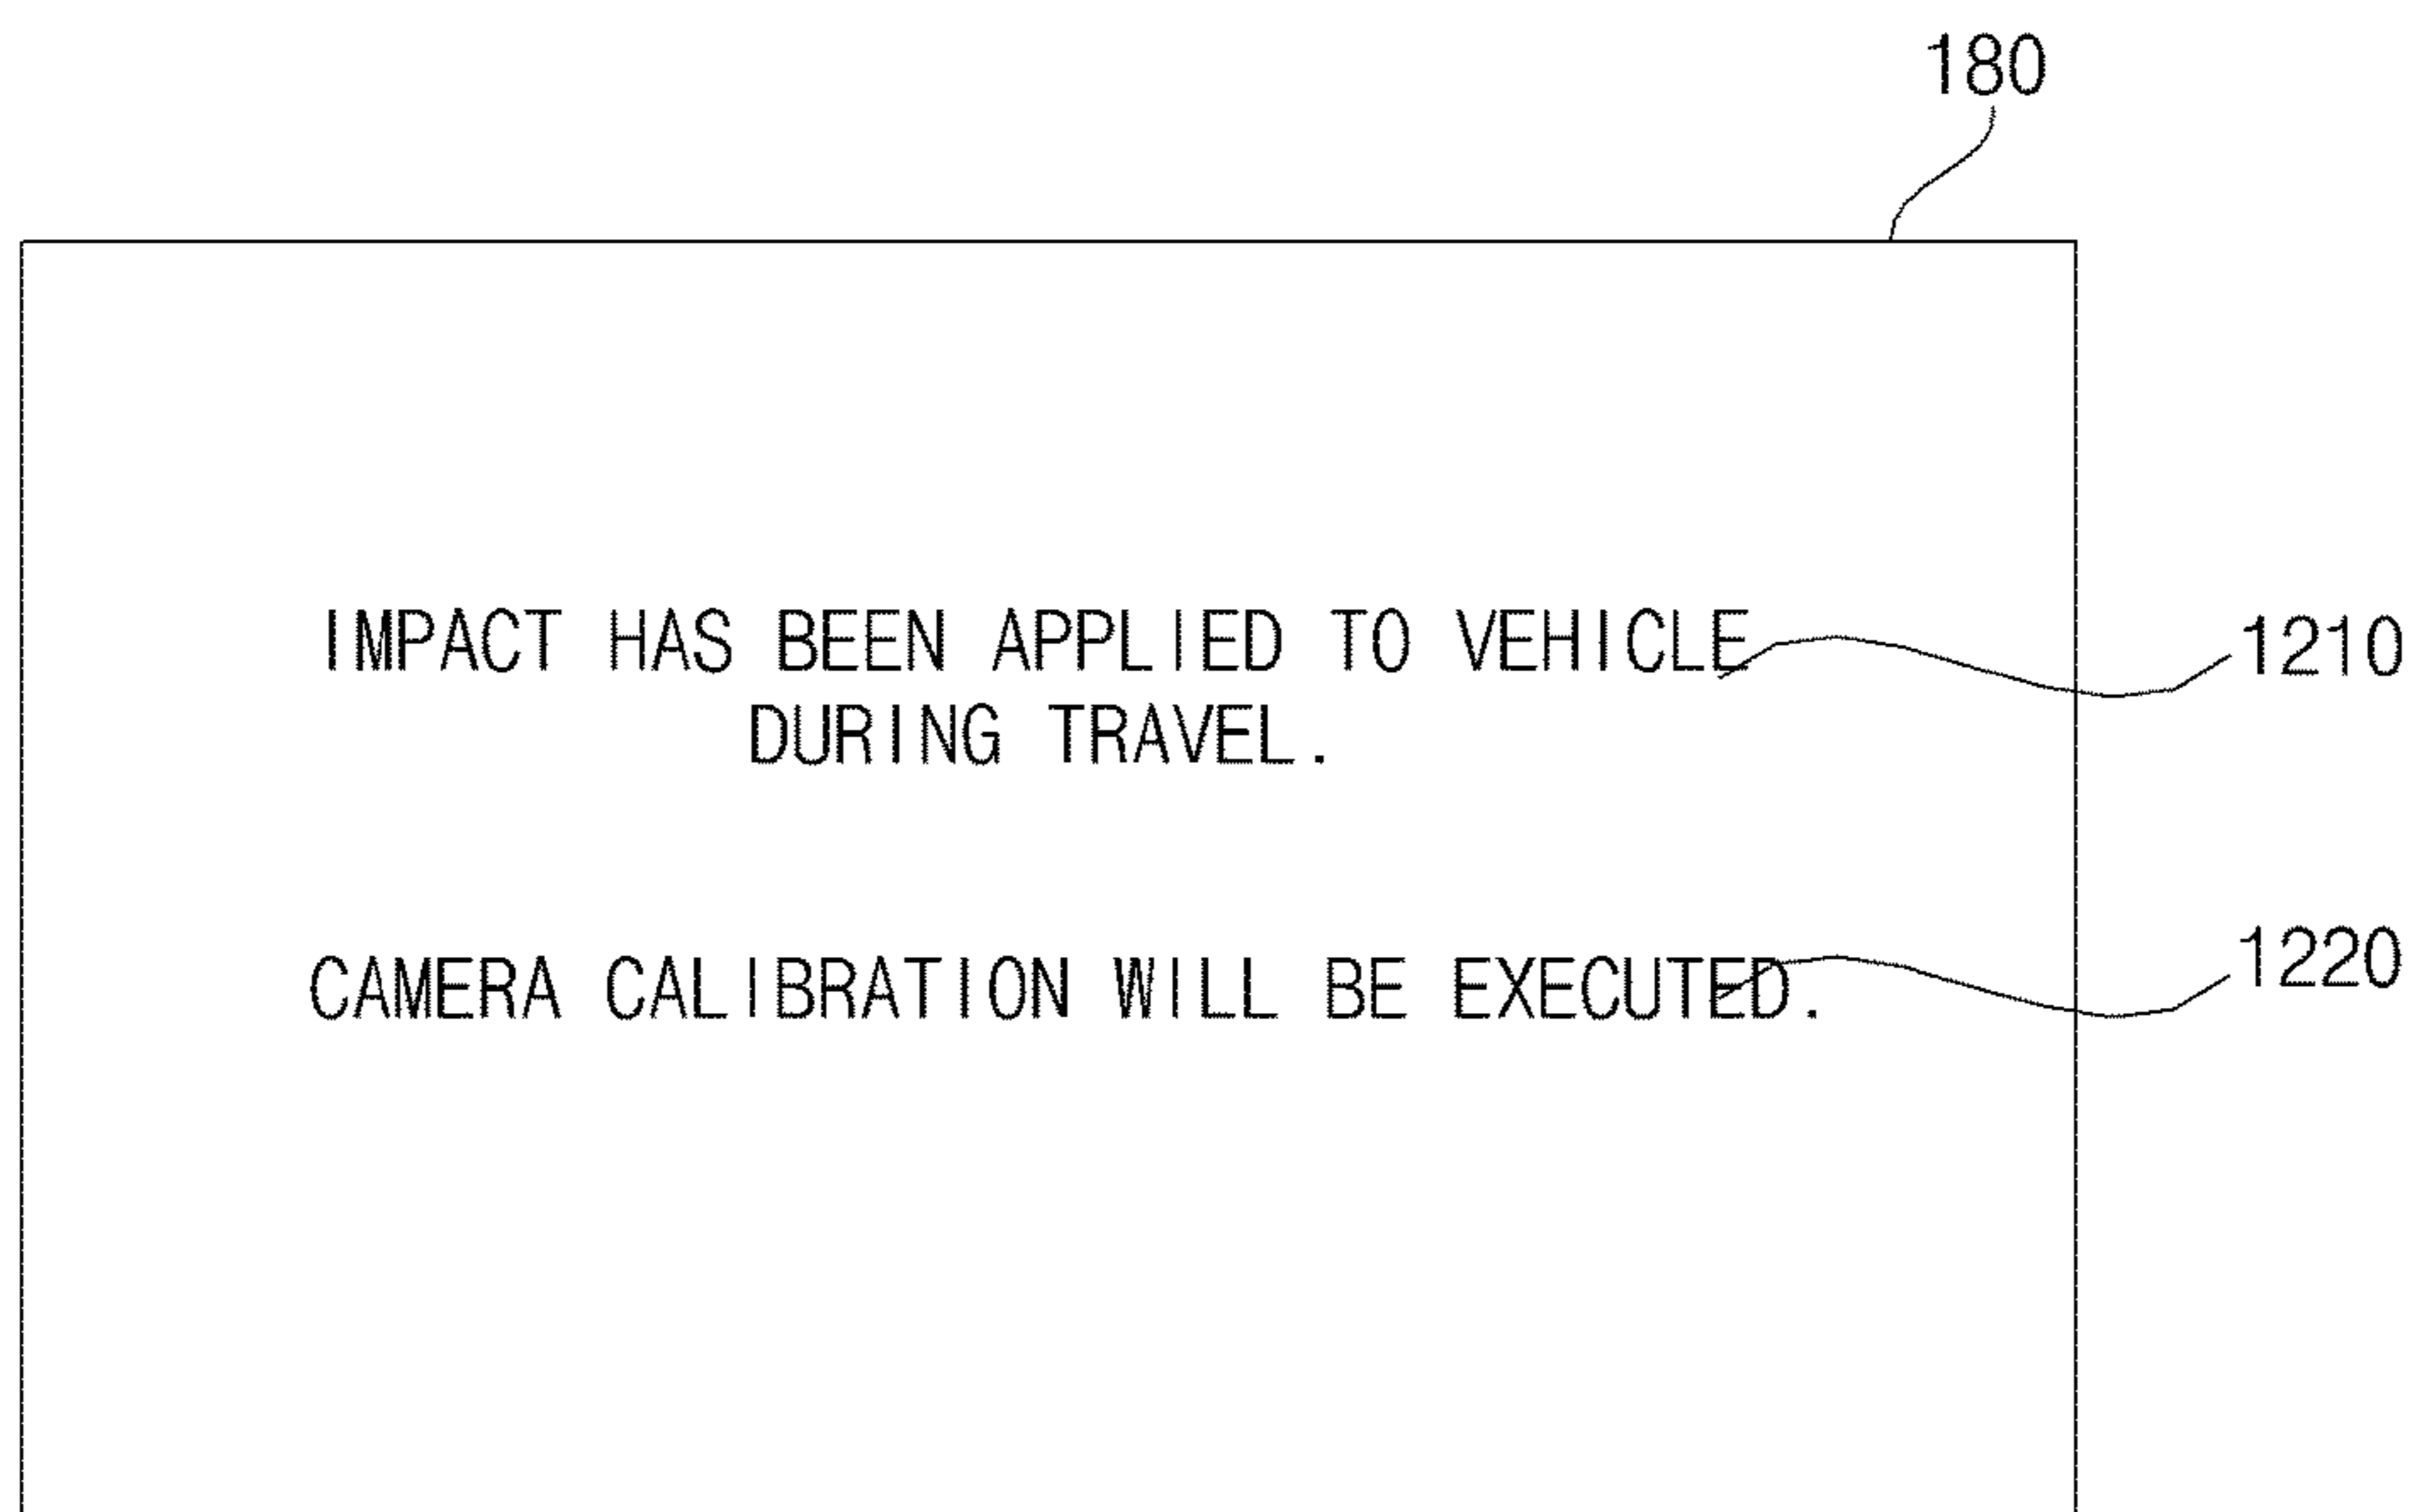 180
IMPACT HAS BEEN APPLIED TO VEHICLE
1210
DURING TRAVEL.
CAMERA CALIBRATION WILL BE EXECUTED.
1220